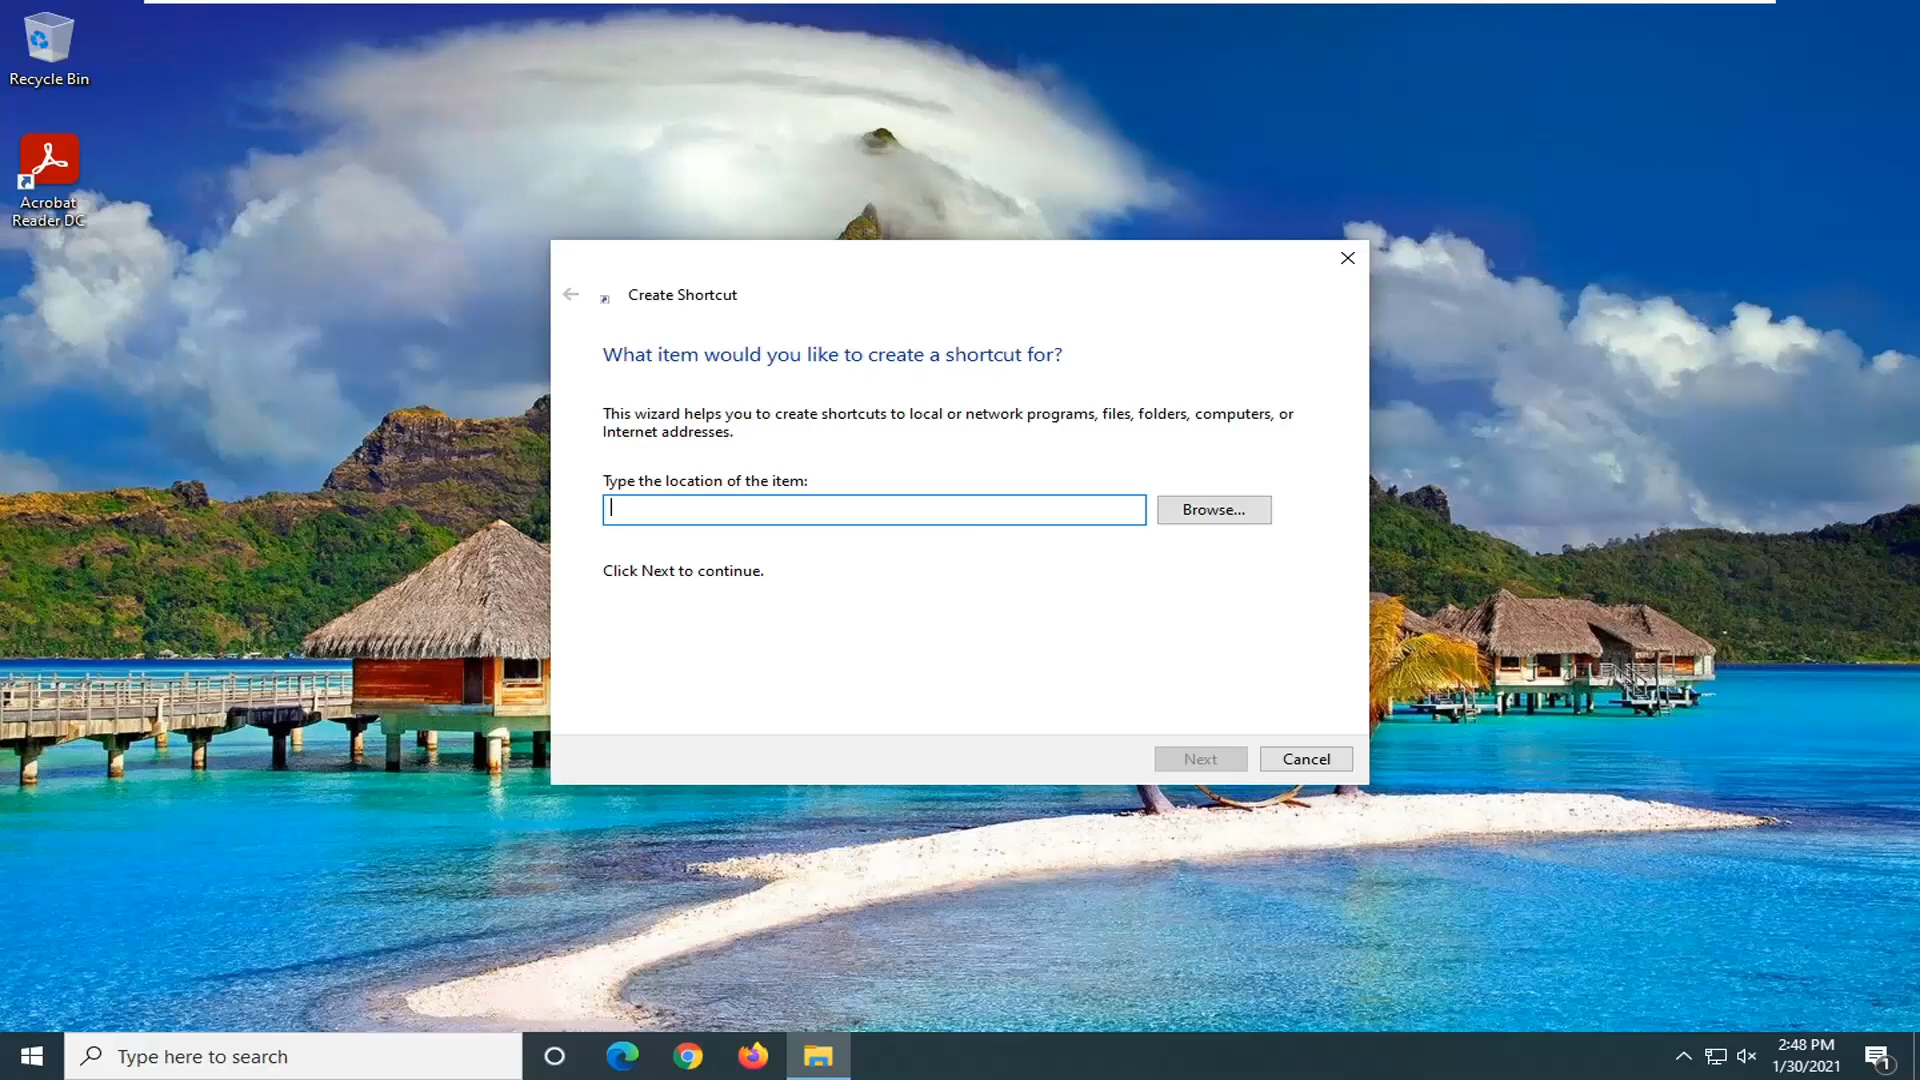 Recycle Bin
Acrobat
Reader DC
Create Shortcut
What item would you like to create a shortcut for?
This wizard helps you to create shortcuts to local or network programs, files, folders, computers, or
Internet addresses.
Type the location of the item:
Browse...
Click Next to continue.
Next
Cancel
Type here to search
2:48 PM
1/30/2021
1